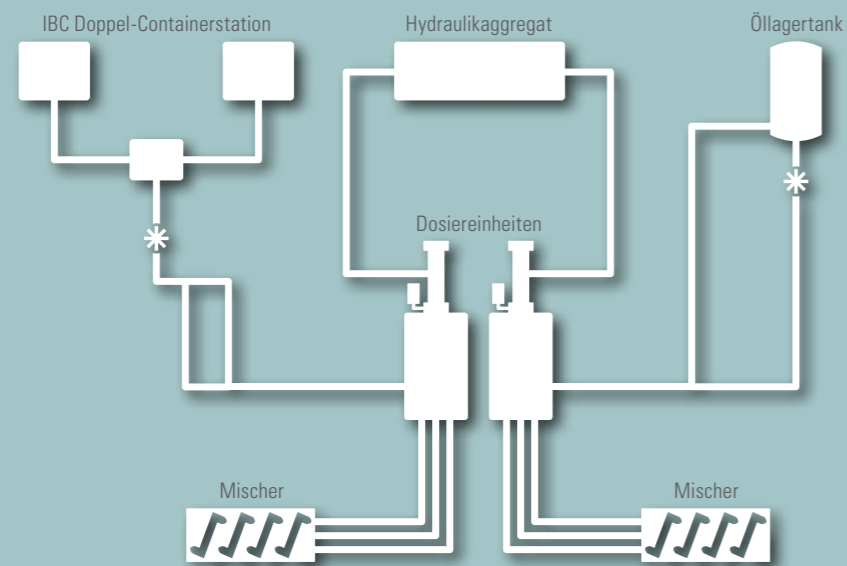 IBC Doppel-Containerstation
Hydraulikaggregat
Öllagertank
Dosiereinheiten
Mischer
Mischer